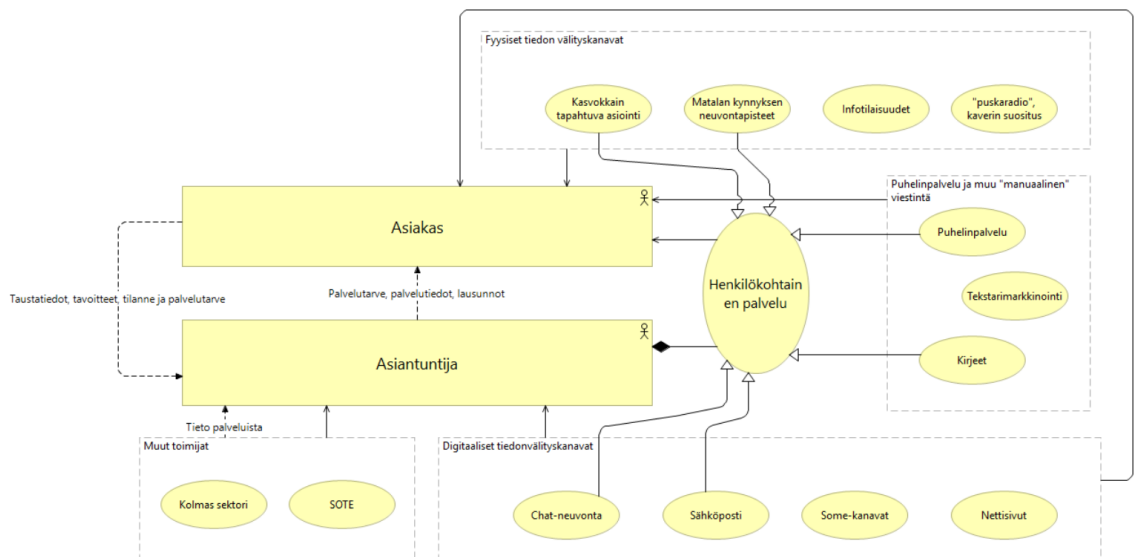 Fyysiset tiedon välityskanavat
Kasvokkain
tapahtuva asiointi
Matalan kynnyksen
neuvontapisteet
Infotilaisuudet
"puskaradio",
kaverin suositus
Asiakas
Puhelinpalvelu ja muu "manuaalinen"
viestintä
Puhelinpalvelu
Tekstarimarkkinointi
Kirjeet
Henkilökohtain
en palvelu
Taustatiedot, tavoitteet, tilanne ja palvelutarve
Palvelutarve, palvelutiedot, lausunnot
Asiantuntija
Tieto palveluista
Muut toimijat
Kolmas sektori
SOTE
Digitaaliset tiedonvälityskanavat
Chat-neuvonta
Sähköposti
Some-kanavat
Nettisivut